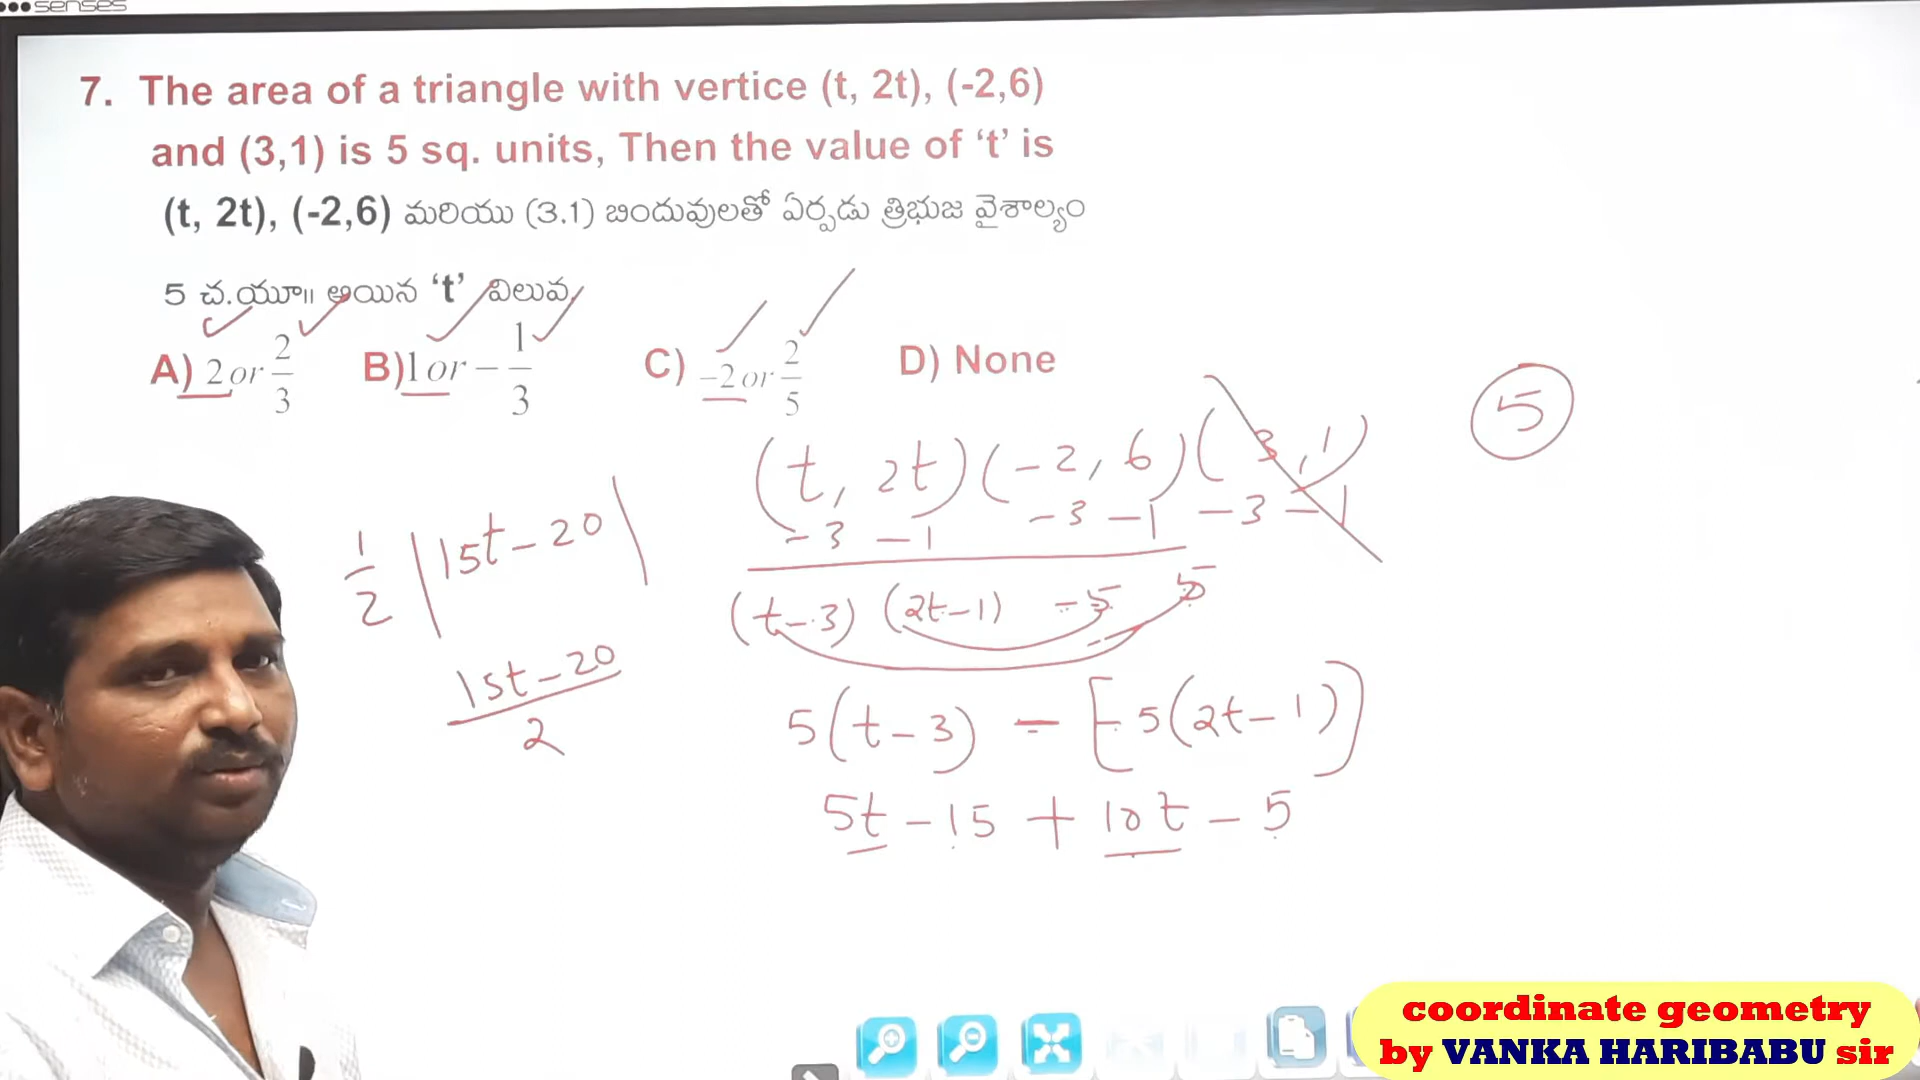 senses
7. The area of a triangle with vertice (t, 2t), (-2,6)
and (3,1) is 5 sq. units, Then the value of ‘t’ is
(t, 2t), (-2,6) మరియు (3.1) బిందువులతో ఏర్పడు త్రిభుజ వైశాల్యం
5 చ.యూ॥ అయిన ‘t’ విలువ
A) 2 or 2/3 B) 1 or - 1/3 C) -2 or 2/5 D) None
(t, 2t) (-2, 6) (3, 1) 5
-3 -1 -3 -1 -3 -1
1/2 |15t-20|
(t-3) (2t-1) -5 5
15t-20/2
5(t-3) - [-5(2t-1)]
5t-15 + 10t-5
coordinate geometry
by VANKA HARIBABU sir